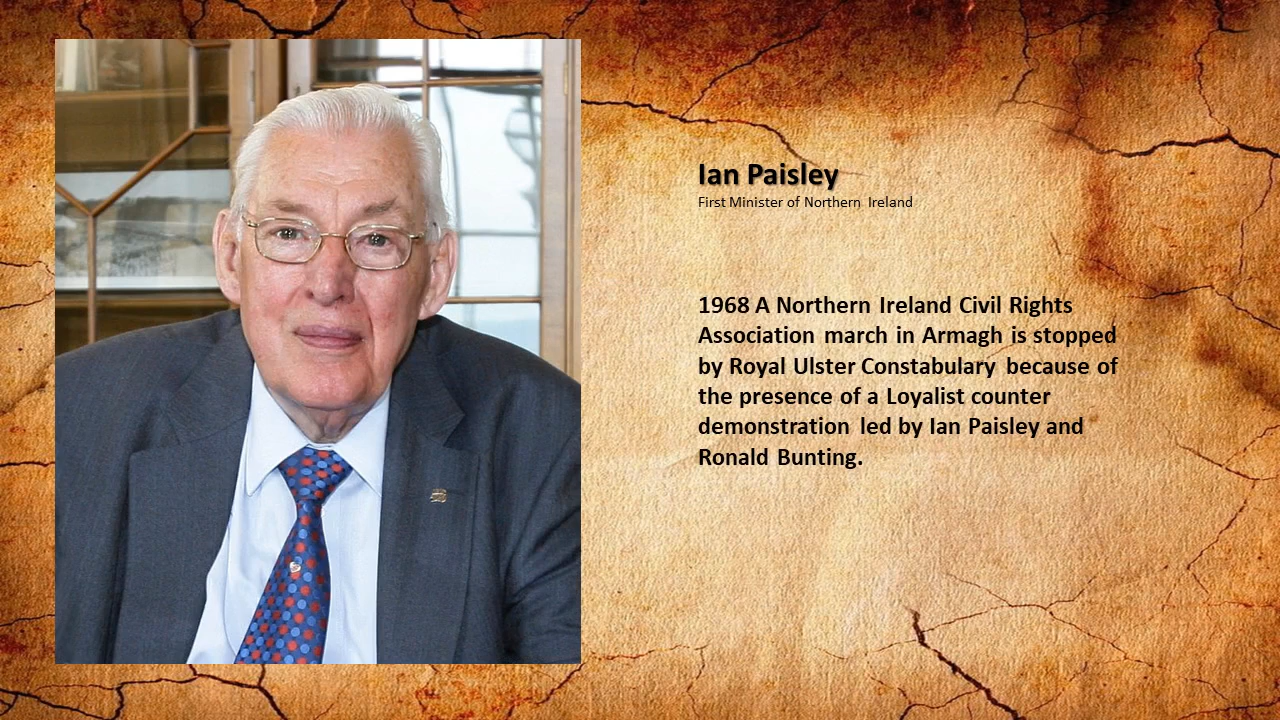 Ian Paisley
First Minister of Northern Ireland
1968 A Northern Ireland Civil Rights
Association march in Armagh is stopped
by Royal Ulster Constabulary because of
the presence of a Loyalist counter
demonstration led by Ian Paisley and
Ronald Bunting.